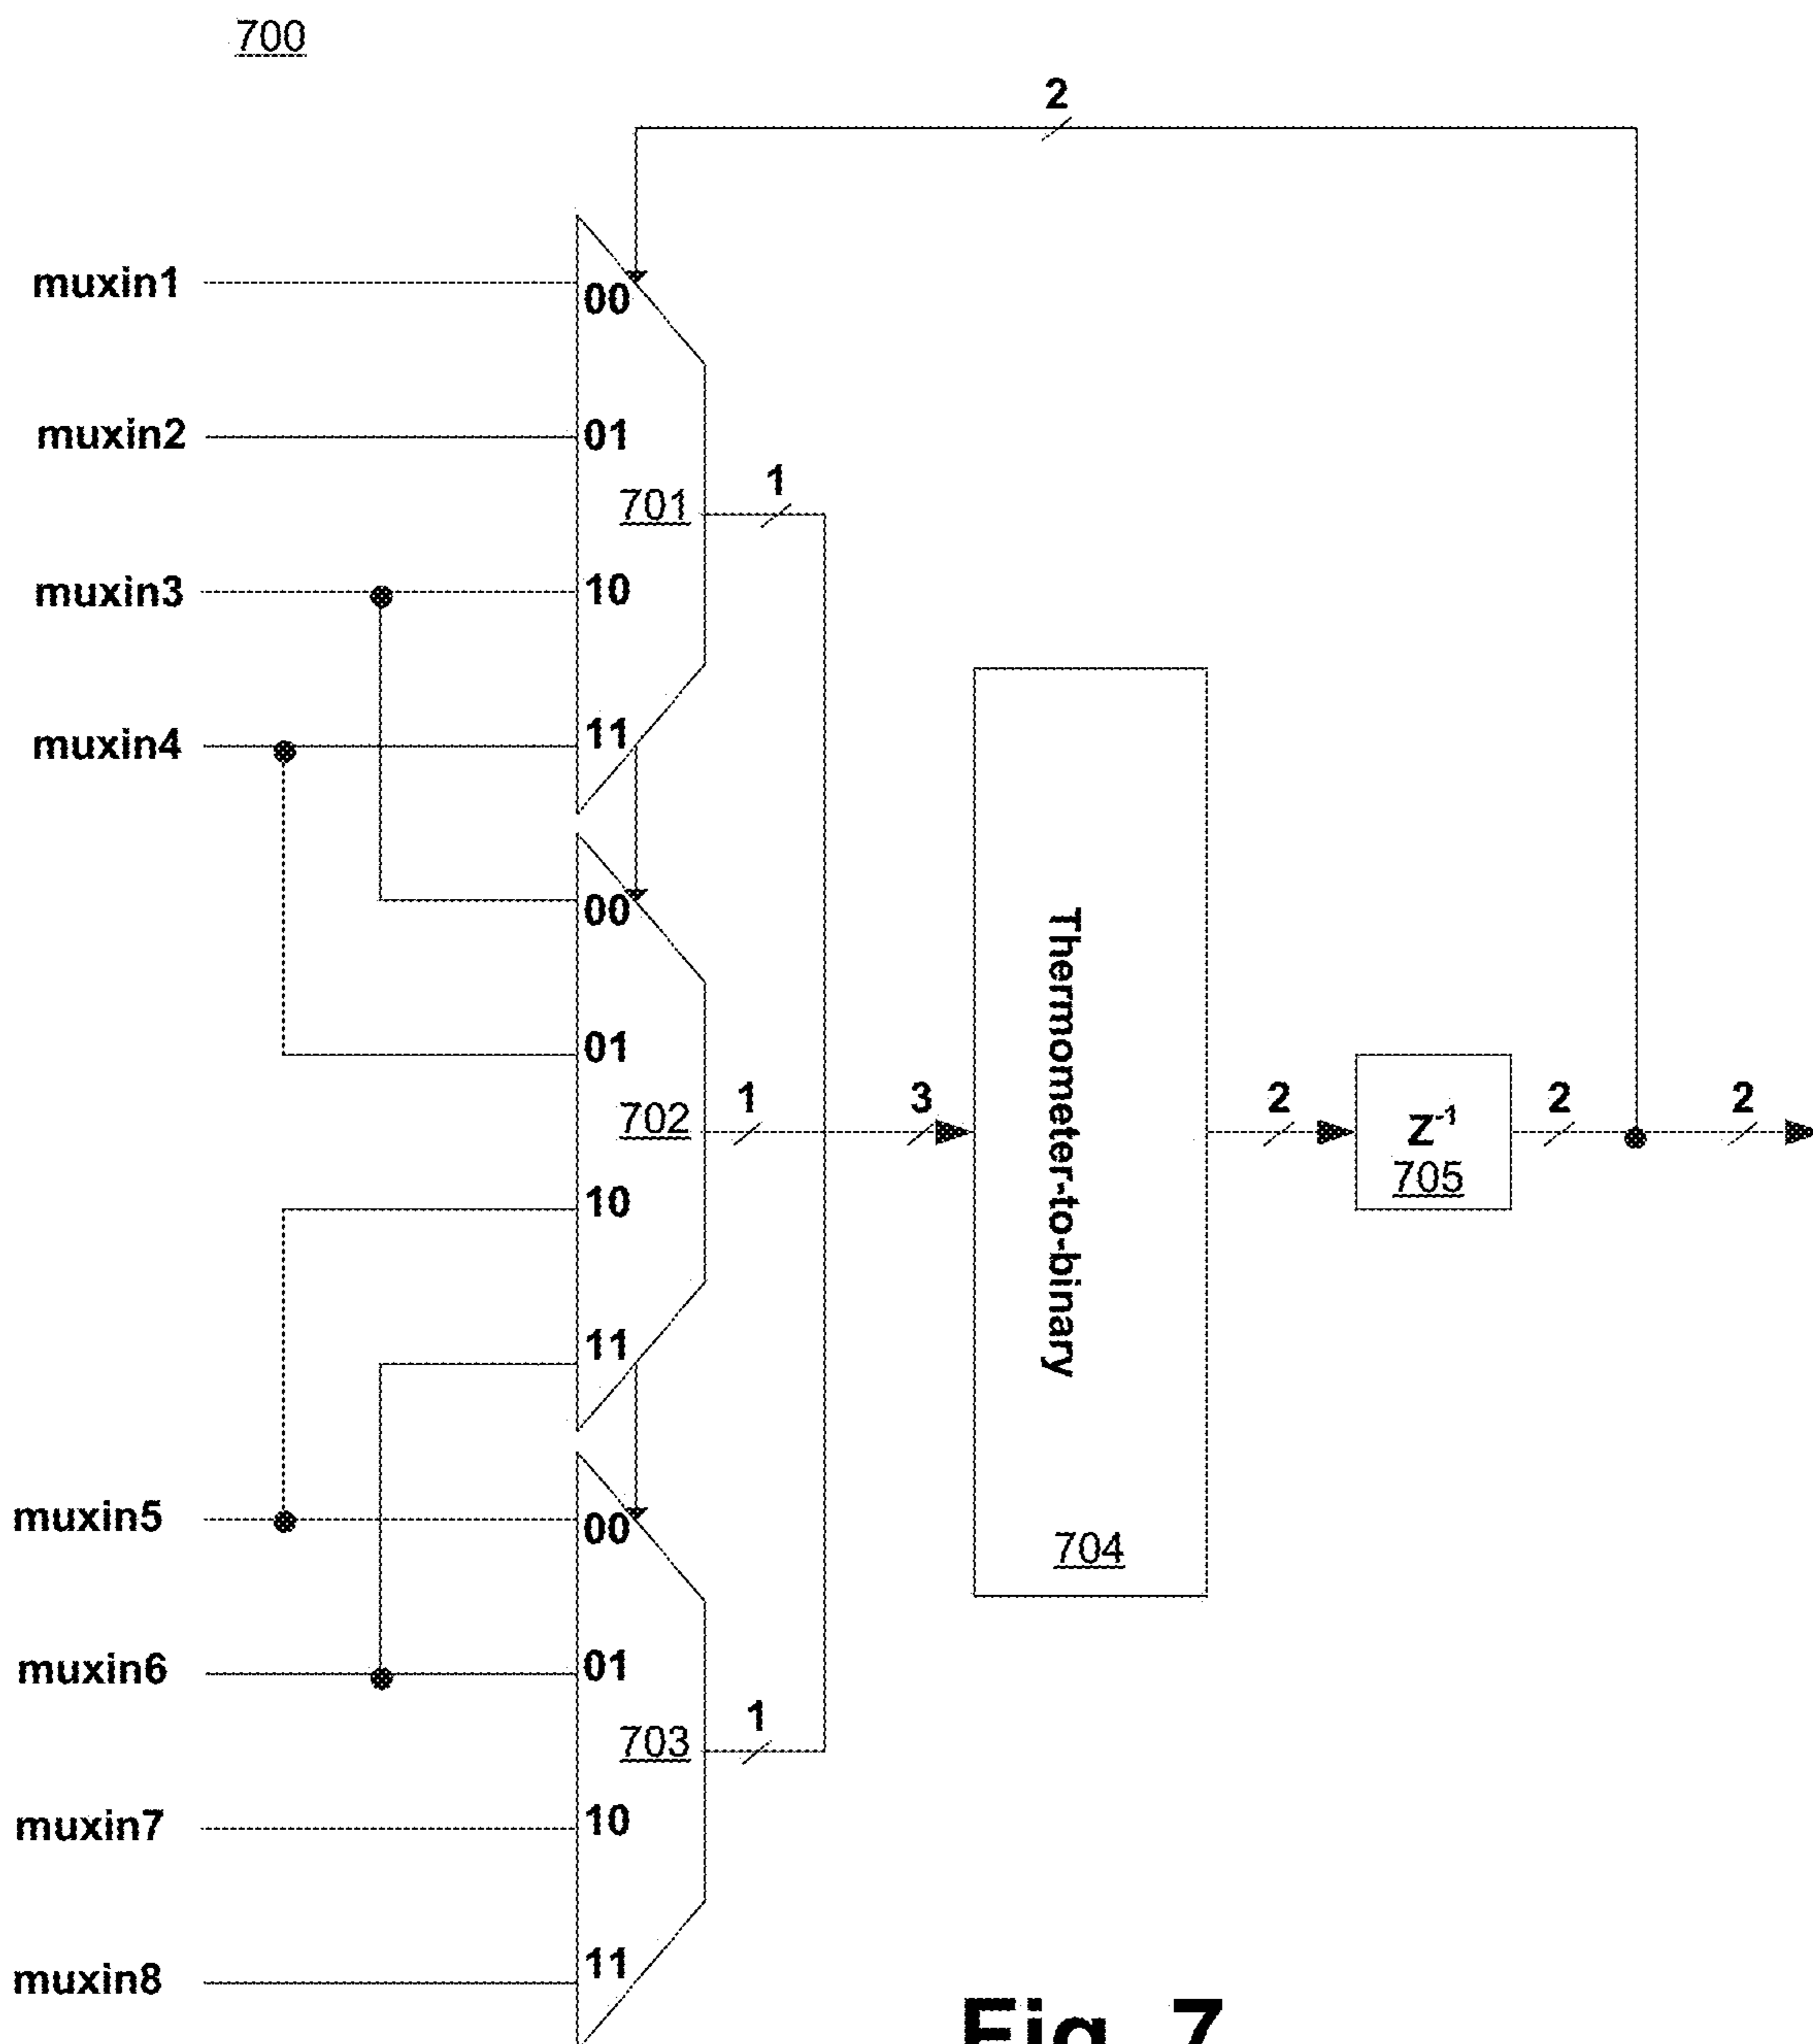 700
2
muxin1
00
muxin2
01
701
1
muxin3
10
muxin4
11
00
01
702
1
3
Thermometer-to-binary
2
Z-1
705
2
2
10
11
muxin5
00
704
muxin6
01
703
1
muxin7
10
muxin8
11
Fig. 7